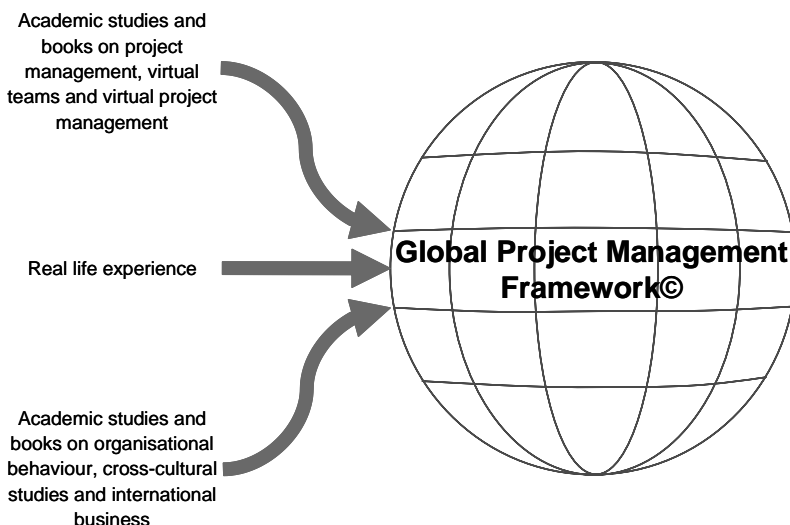 Academic studies and
books on project
management, virtual
teams and virtual project
management
Real life experience
Global Project Management
Framework©
Academic studies and
books on organisational
behaviour, cross-cultural
studies and international
business